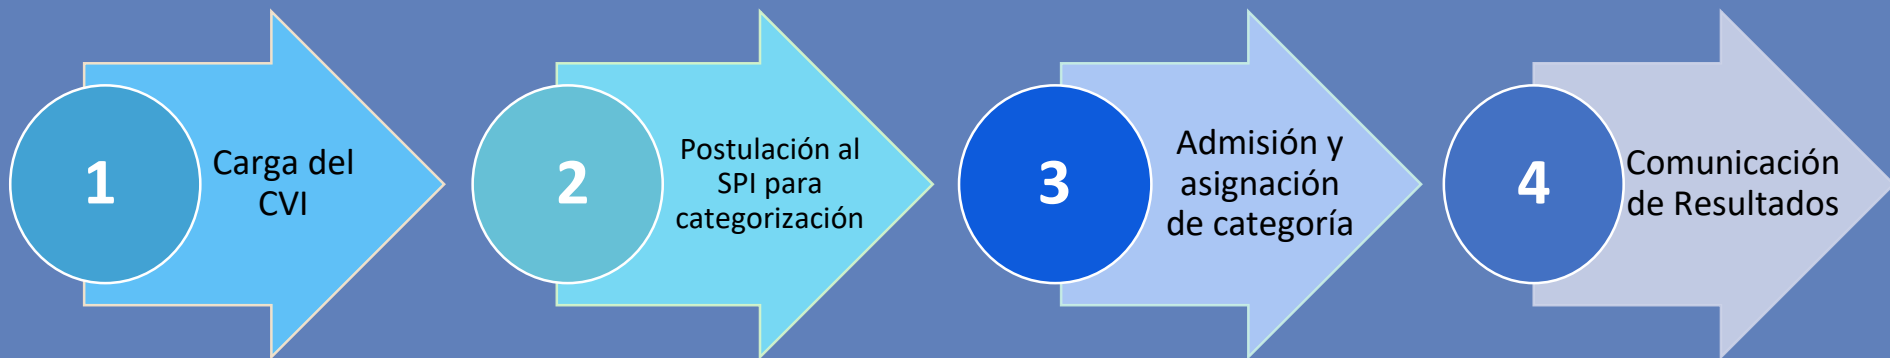 1
Carga del
CVI
2
Postulación al
SPI para
categorización
3
Admisión y
asignación
de categoría
4
Comunicación
de Resultados